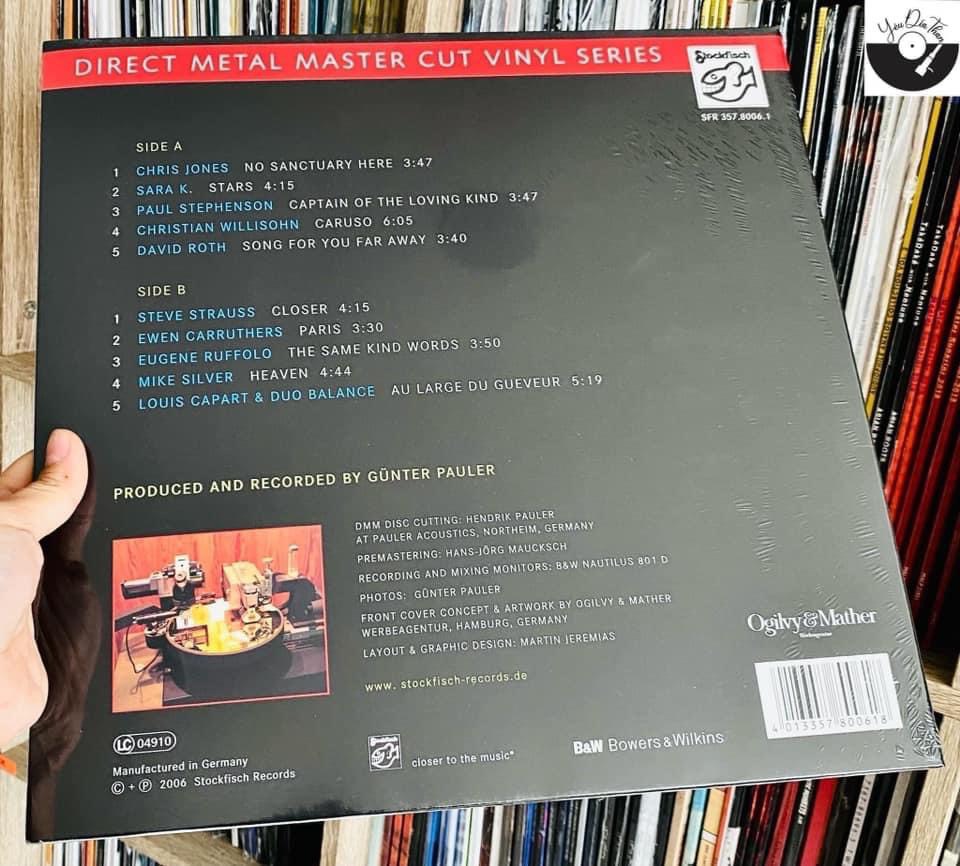 Yêu Đĩa Than
DIRECT METAL MASTER CUT VINYL SERIES
Stockfisch
SFR 357.8006.1
SIDE A
1 CHRIS JONES NO SANCTUARY HERE 3:47
2 SARA K. STARS 4:15
3 PAUL STEPHENSON CAPTAIN OF THE LOVING KIND 3:47
4 CHRISTIAN WILLISOHN CARUSO 6:05
5 DAVID ROTH SONG FOR YOU FAR AWAY 3:40
SIDE B
1 STEVE STRAUSS CLOSER 4:15
2 EWEN CARRUTHERS PARIS 3:30
3 EUGENE RUFFOLO THE SAME KIND WORDS 3:50
4 MIKE SILVER HEAVEN 4:44
5 LOUIS CAPART & DUO BALANCE AU LARGE DU GUEVEUR 5:19
PRODUCED AND RECORDED BY GÜNTER PAULER
DMM DISC CUTTING: HENDRIK PAULER
AT PAULER ACOUSTICS, NORTHEIM, GERMANY
PREMASTERING: HANS-JÖRG MAUCKSCH
RECORDING AND MIXING MONITORS: B&W NAUTILUS 801 D
PHOTOS: GÜNTER PAULER
FRONT COVER CONCEPT & ARTWORK BY OGILVY & MATHER
WERBEAGENTUR, HAMBURG, GERMANY
LAYOUT & GRAPHIC DESIGN: MARTIN JEREMIAS
www. stockfisch-records.de
Ogilvy&Mather
Werbeagentur
4 013357 800618
LC 04910
Manufactured in Germany
© + ℗ 2006 Stockfisch Records
Stockfisch
closer to the music®
B&W Bowers & Wilkins